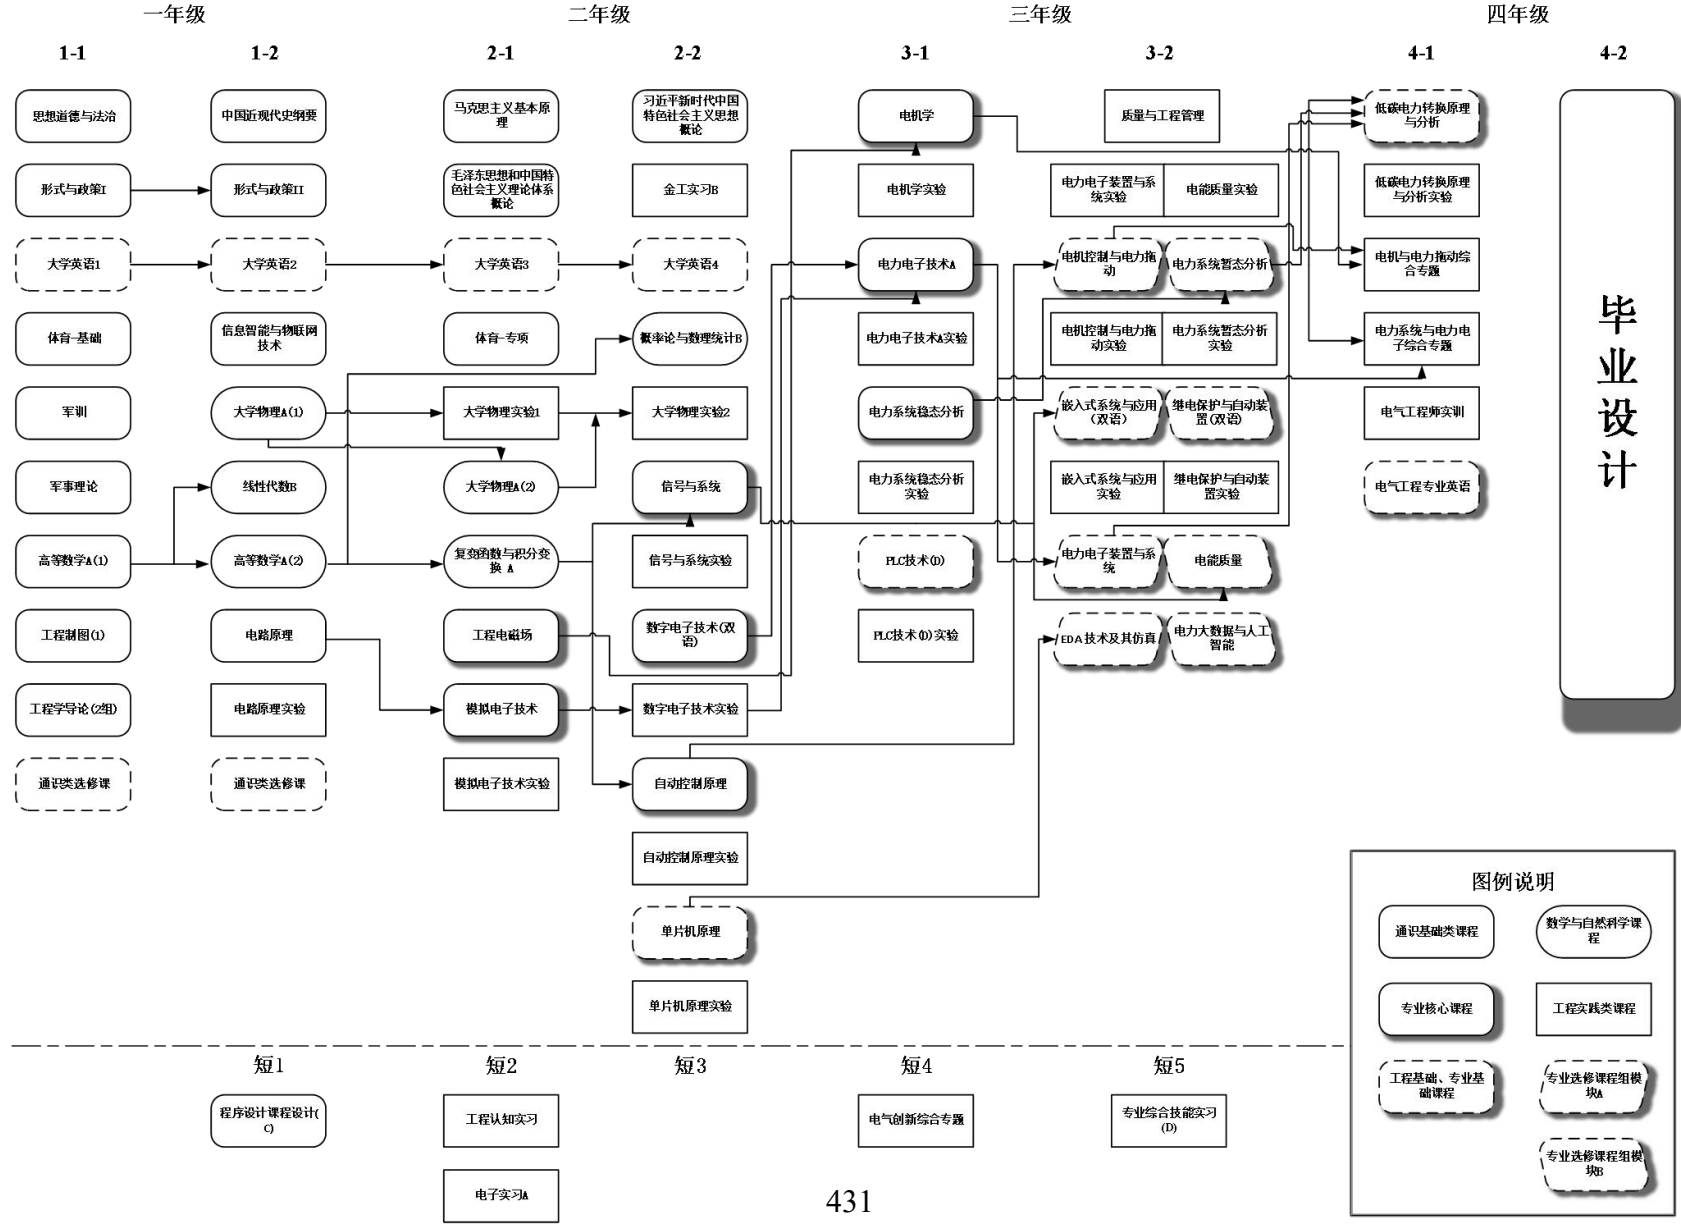 一年级
二年级
三年级
四年级
1-1
1-2
2-1
2-2
3-1
3-2
4-1
4-2
思想道德与法治
中国近现代史纲要
马克思主义基本原
理
习近平新时代中国
特色社会主义思想
概论
电机学
质量与工程管理
低碳电力转换原理
与分析
形式与政策I
形式与政策II
毛泽东思想和中国特
色社会主义理论体系
概论
金工实习B
电机学实验
电力电子装置与系
统实验
电能质量实验
低碳电力转换原理
与分析实验
大学英语1
大学英语2
大学英语3
大学英语4
电力电子技术A
电机控制与电力拖
动
电力系统暂态分析
电机与电力拖动综
合专题
体育-基础
信息智能与物联网
技术
体育-专项
概率论与数理统计B
电力电子技术A实验
电机控制与电力拖
动实验
电力系统暂态分析
实验
电力系统与电力电
子综合专题
军训
大学物理A(1)
大学物理实验1
大学物理实验2
电力系统稳态分析
嵌入式系统与应用
(双语)
继电保护与自动装
置(双语)
电气工程师实训
军事理论
线性代数B
大学物理A(2)
信号与系统
电力系统稳态分析
实验
嵌入式系统与应用
实验
继电保护与自动装
置实验
电气工程专业英语
高等数学A(1)
高等数学A(2)
复变函数与积分变
换 A
信号与系统实验
PLC技术(D)
电力电子装置与系
统
电能质量
工程制图(1)
电路原理
工程电磁场
数字电子技术(双
语)
PLC技术(D)实验
EDA技术及其仿真
电力大数据与人工
智能
工程学导论(2组)
电路原理实验
模拟电子技术
数字电子技术实验
通识类选修课
通识类选修课
模拟电子技术实验
自动控制原理
自动控制原理实验
单片机原理
单片机原理实验
毕
业
设
计
图例说明
通识基础类课程
数学与自然科学课
程
专业核心课程
工程实践类课程
工程基础、专业基
础课程
专业选修课程组模
块A
专业选修课程组模
块B
短1
短2
短3
短4
短5
程序设计课程设计(
C)
工程认知实习
电气创新综合专题
专业综合技能实习
(D)
电子实习A
431